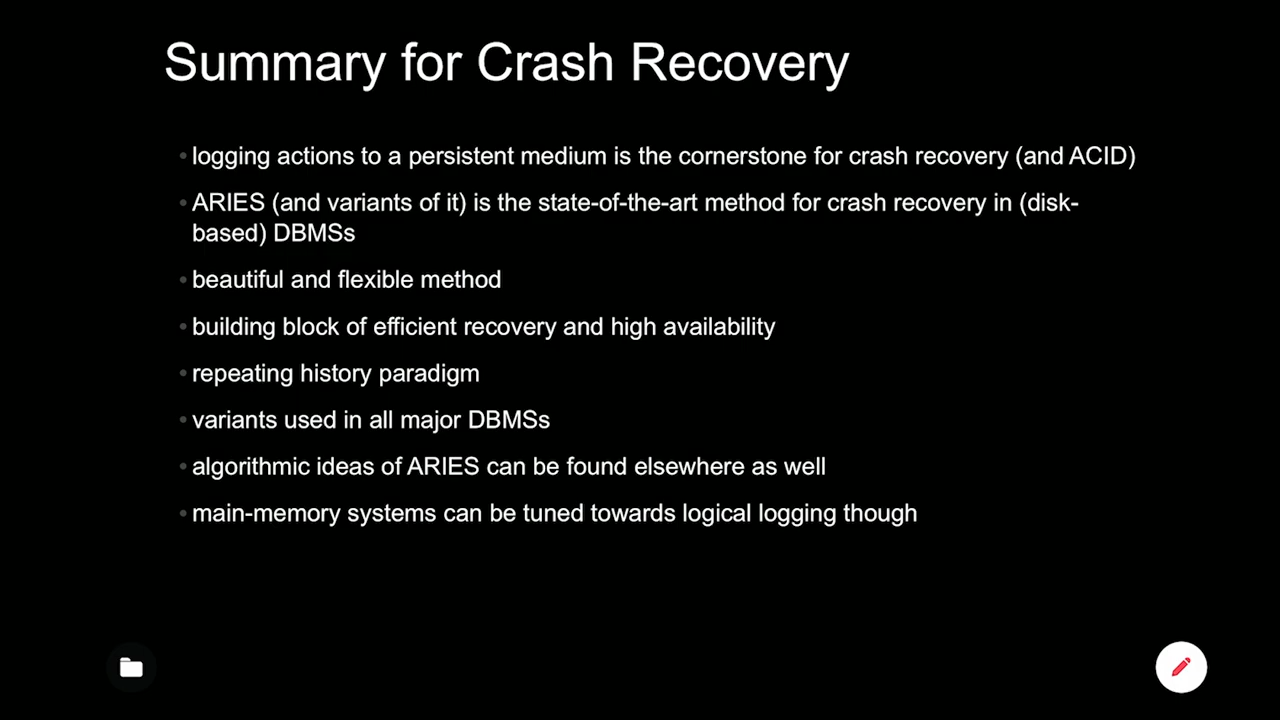 Summary for Crash Recovery
• logging actions to a persistent medium is the cornerstone for crash recovery (and ACID)
• ARIES (and variants of it) is the state-of-the-art method for crash recovery in (disk-
based) DBMSs
• beautiful and flexible method
• building block of efficient recovery and high availability
• repeating history paradigm
• variants used in all major DBMSs
• algorithmic ideas of ARIES can be found elsewhere as well
• main-memory systems can be tuned towards logical logging though